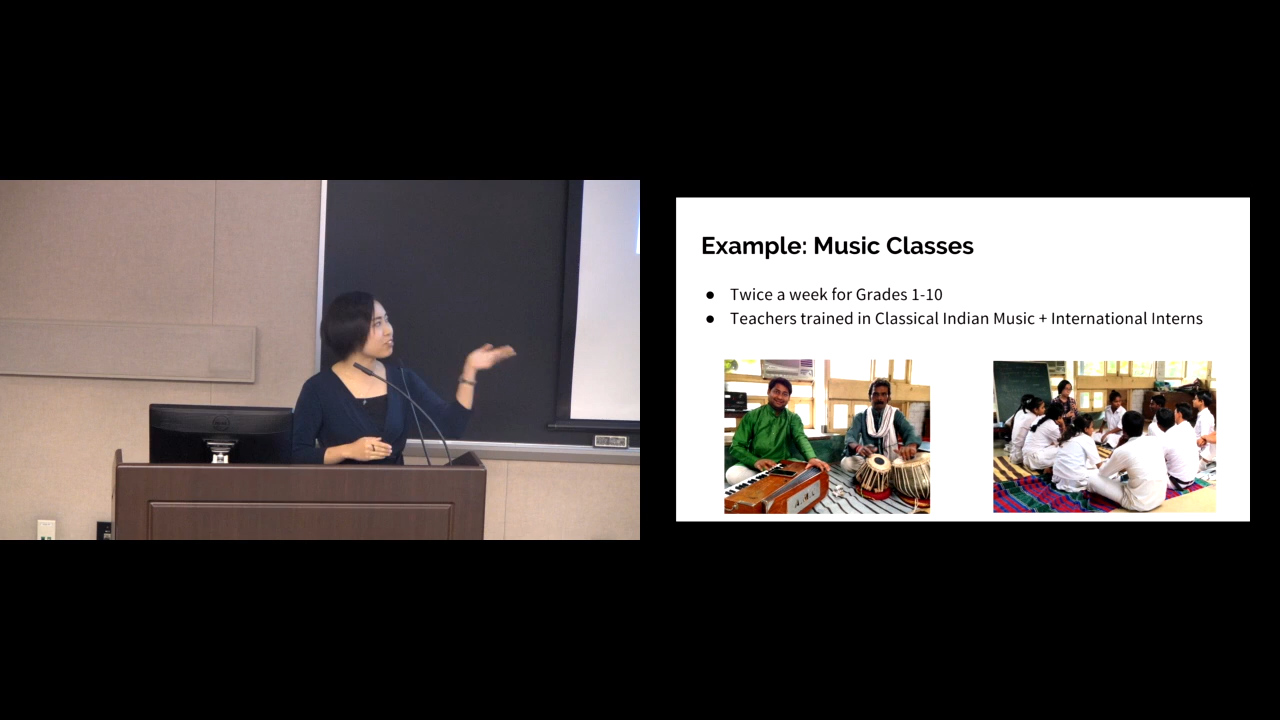 Example: Music Classes
● Twice a week for Grades 1-10
● Teachers trained in Classical Indian Music + International Interns